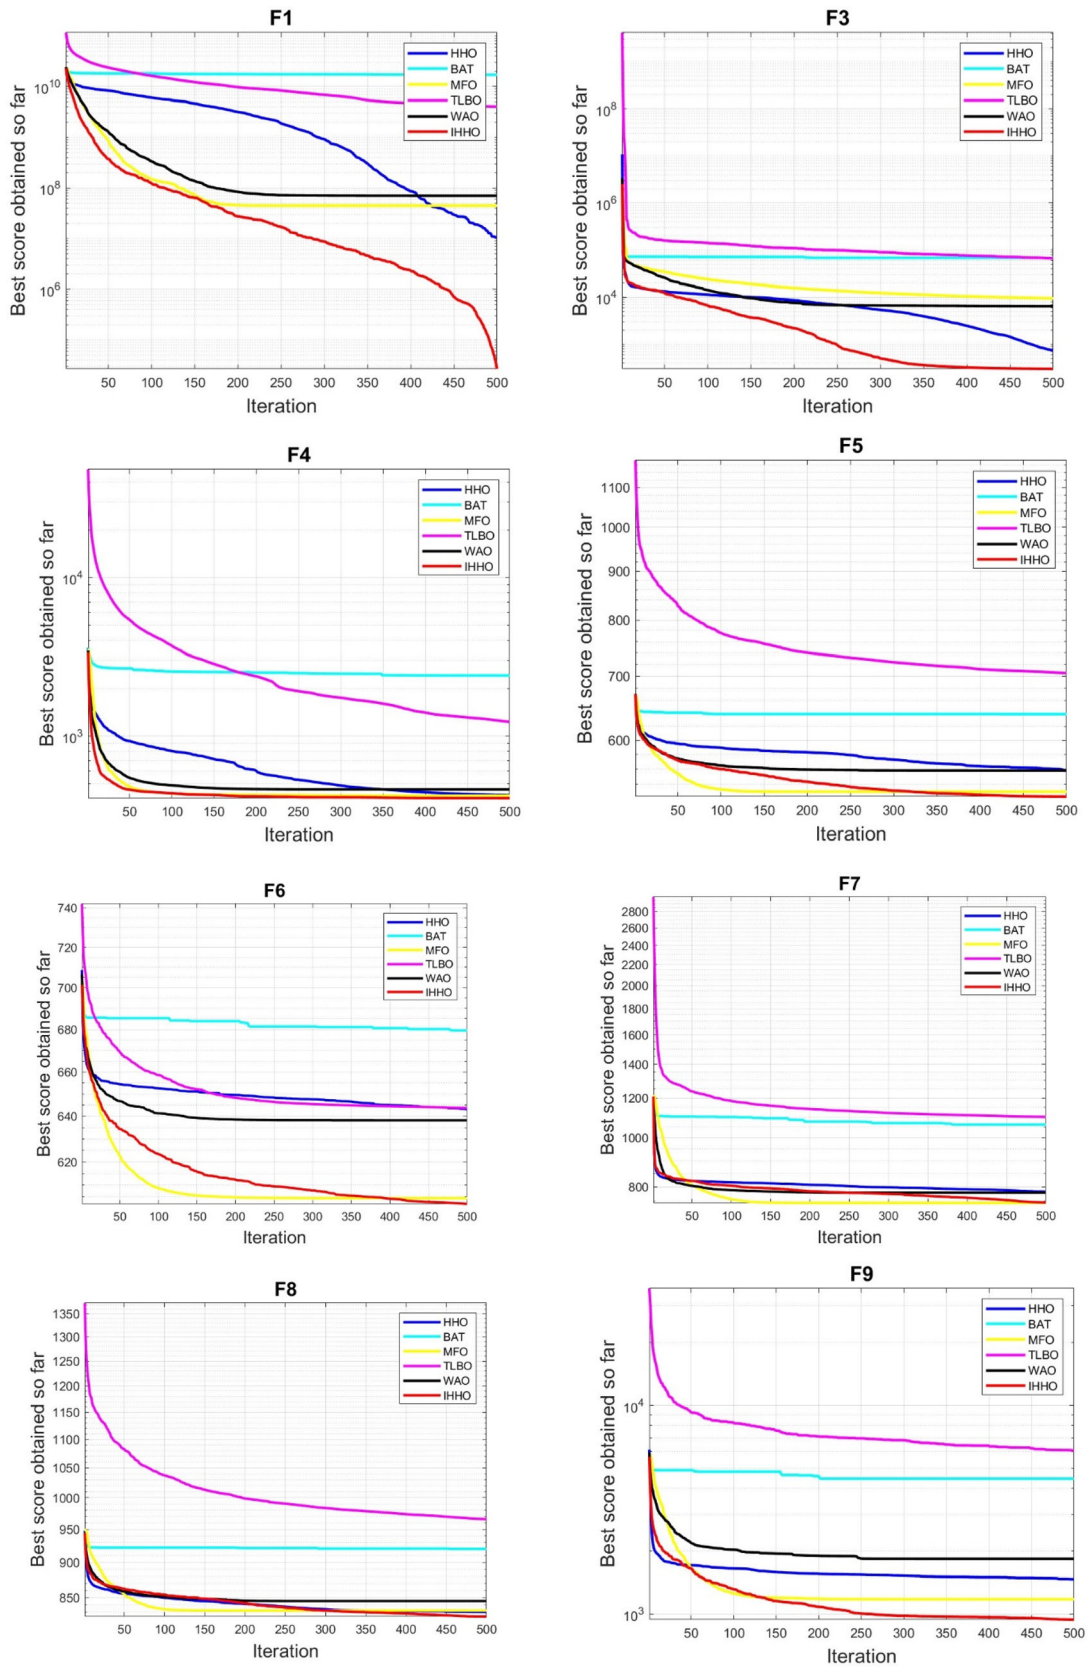 F1
Best score obtained so far
10^10
10^8
10^6
HHO
BAT
MFO
TLBO
WAO
IHHO
50 100 150 200 250 300 350 400 450 500
Iteration
F3
Best score obtained so far
10^8
10^6
10^4
HHO
BAT
MFO
TLBO
WAO
IHHO
50 100 150 200 250 300 350 400 450 500
Iteration
F4
Best score obtained so far
10^4
10^3
HHO
BAT
MFO
TLBO
WAO
IHHO
50 100 150 200 250 300 350 400 450 500
Iteration
F5
Best score obtained so far
1100
1000
900
800
700
600
HHO
BAT
MFO
TLBO
WAO
IHHO
50 100 150 200 250 300 350 400 450 500
Iteration
F6
Best score obtained so far
740
720
700
680
660
640
620
HHO
BAT
MFO
TLBO
WAO
IHHO
50 100 150 200 250 300 350 400 450 500
Iteration
F7
Best score obtained so far
2800
2600
2400
2200
2000
1800
1600
1400
1200
1000
800
HHO
BAT
MFO
TLBO
WAO
IHHO
50 100 150 200 250 300 350 400 450 500
Iteration
F8
Best score obtained so far
1350
1300
1250
1200
1150
1100
1050
1000
950
900
850
HHO
BAT
MFO
TLBO
WAO
IHHO
50 100 150 200 250 300 350 400 450 500
Iteration
F9
Best score obtained so far
10^4
10^3
HHO
BAT
MFO
TLBO
WAO
IHHO
50 100 150 200 250 300 350 400 450 500
Iteration